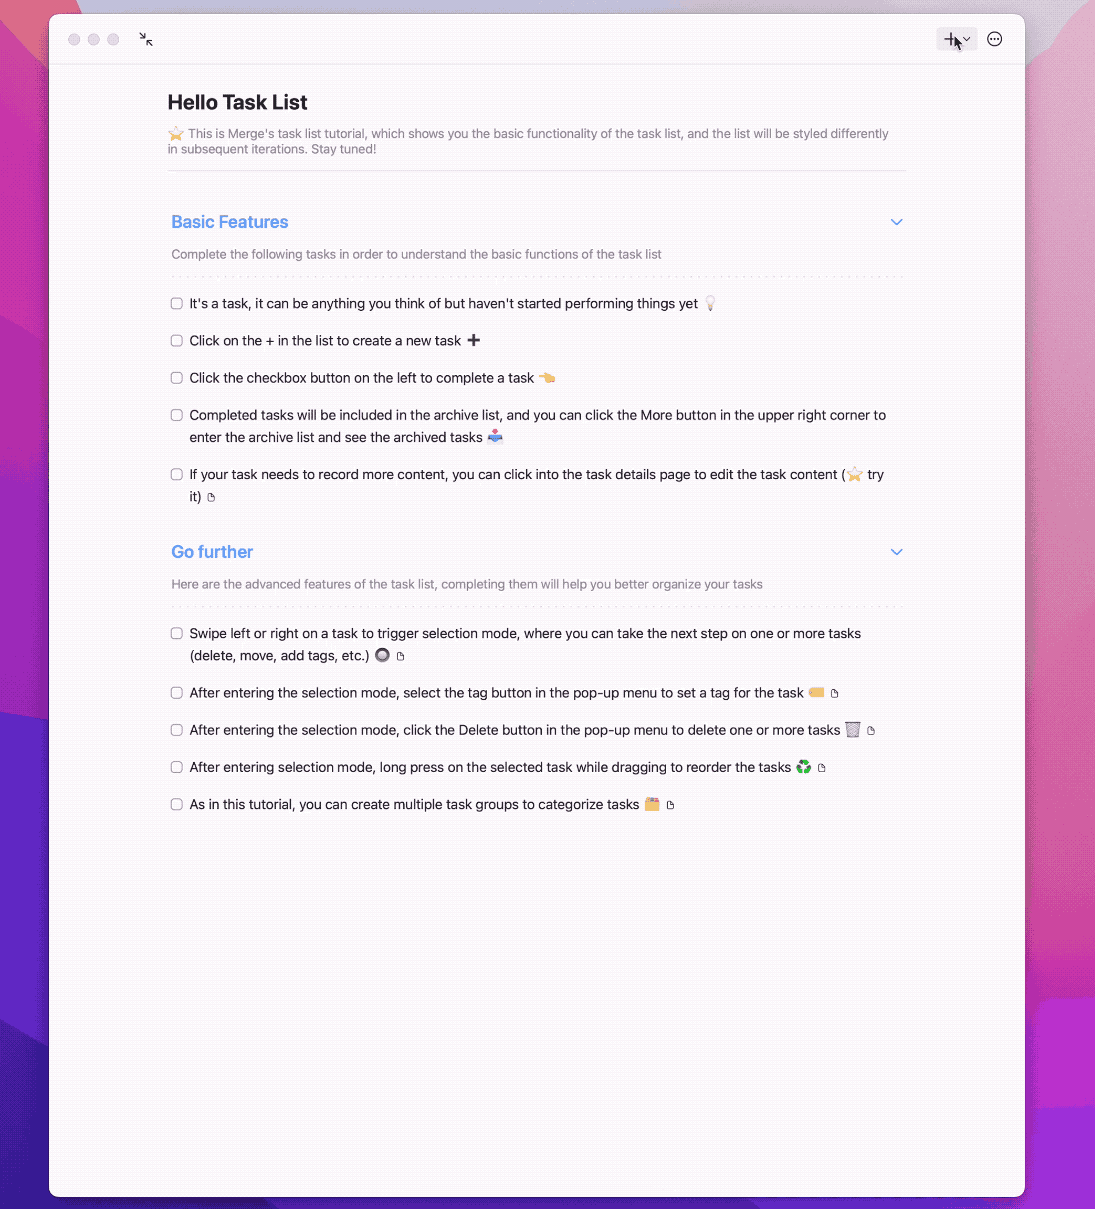 Hello Task List
⭐ This is Merge's task list tutorial, which shows you the basic functionality of the task list, and the list will be styled differently
in subsequent iterations. Stay tuned!
Basic Features
Complete the following tasks in order to understand the basic functions of the task list
It's a task, it can be anything you think of but haven't started performing things yet 💡
Click on the + in the list to create a new task ➕
Click the checkbox button on the left to complete a task 👈
Completed tasks will be included in the archive list, and you can click the More button in the upper right corner to
enter the archive list and see the archived tasks 📥
If your task needs to record more content, you can click into the task details page to edit the task content (⭐ try
it)
Go further
Here are the advanced features of the task list, completing them will help you better organize your tasks
Swipe left or right on a task to trigger selection mode, where you can take the next step on one or more tasks
(delete, move, add tags, etc.) 🔘
After entering the selection mode, select the tag button in the pop-up menu to set a tag for the task 🏷️
After entering the selection mode, click the Delete button in the pop-up menu to delete one or more tasks 🗑️
After entering selection mode, long press on the selected task while dragging to reorder the tasks ♻️
As in this tutorial, you can create multiple task groups to categorize tasks 🗂️